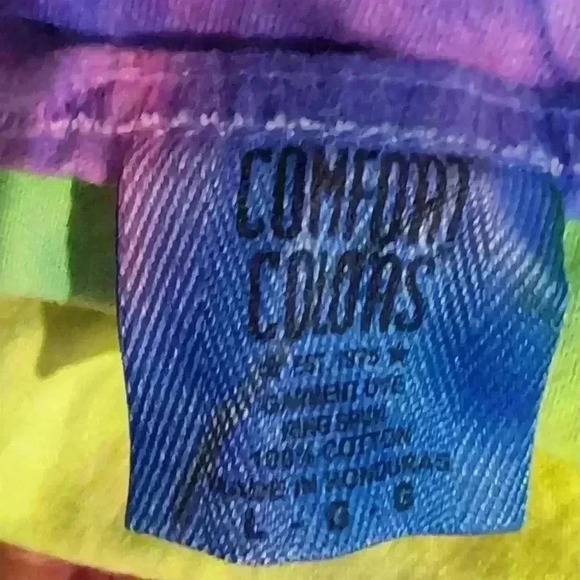 COMFORT
COLORS
★ EST. 1975 ★
GARMENT DYE
RING SPUN
100% COTTON
MADE IN HONDURAS
L - G - G